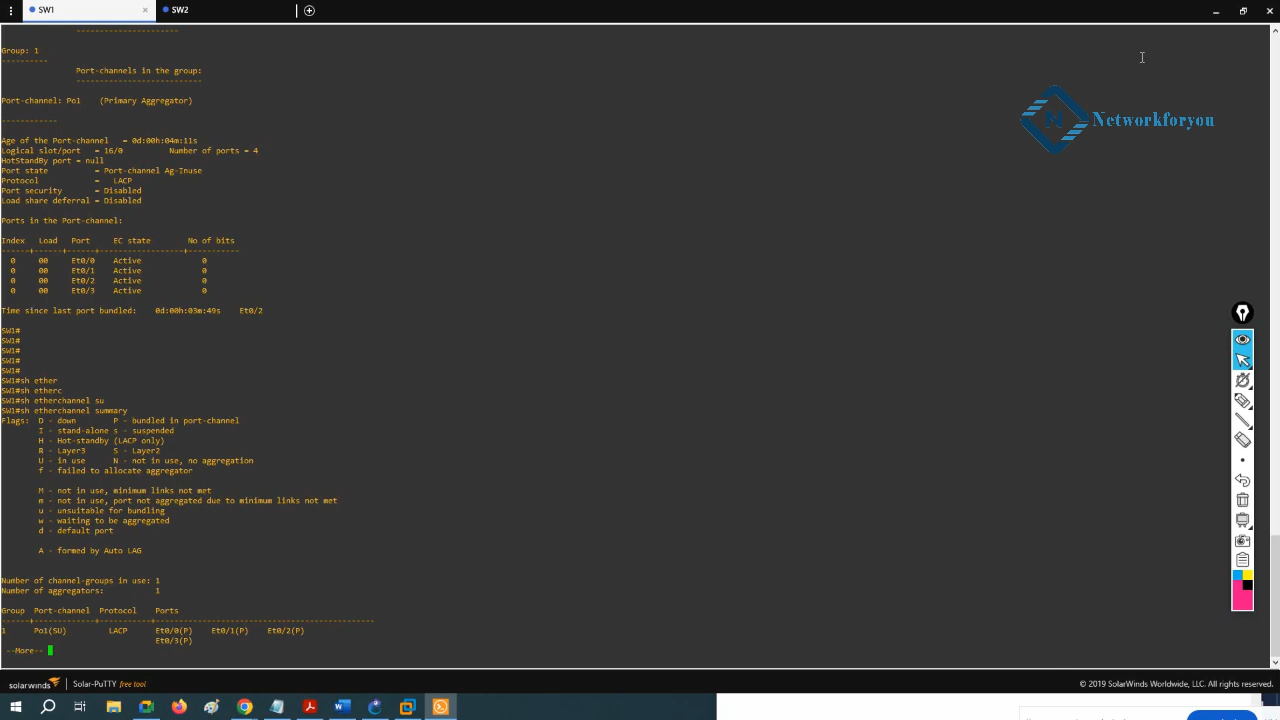 SW1 × SW2
---------------------
Group: 1
----------
Port-channels in the group:
---------------------------
Port-channel: Po1 (Primary Aggregator)
------------
Age of the Port-channel = 0d:00h:04m:11s
Logical slot/port = 16/0 Number of ports = 4
HotStandBy port = null
Port state = Port-channel Ag-Inuse
Protocol = LACP
Port security = Disabled
Load share deferral = Disabled
Ports in the Port-channel:
Index Load Port EC state No of bits
------+------+------+------------------+-----------
0 00 Et0/0 Active 0
0 00 Et0/1 Active 0
0 00 Et0/2 Active 0
0 00 Et0/3 Active 0
Time since last port bundled: 0d:00h:03m:49s Et0/2
SW1#
SW1#
SW1#
SW1#
SW1#
SW1#sh ether
SW1#sh etherc
SW1#sh etherchannel su
SW1#sh etherchannel summary
Flags: D - down P - bundled in port-channel
I - stand-alone s - suspended
H - Hot-standby (LACP only)
R - Layer3 S - Layer2
U - in use N - not in use, no aggregation
f - failed to allocate aggregator
M - not in use, minimum links not met
m - not in use, port not aggregated due to minimum links not met
u - unsuitable for bundling
w - waiting to be aggregated
d - default port
A - formed by Auto LAG
Number of channel-groups in use: 1
Number of aggregators: 1
Group Port-channel Protocol Ports
------+-------------+-----------+-----------------------------------------------
1 Po1(SU) LACP Et0/0(P) Et0/1(P) Et0/2(P)
Et0/3(P)
--More--
Networkforyou
solarwinds Solar-PuTTY free tool © 2019 SolarWinds Worldwide, LLC. All rights reserved.